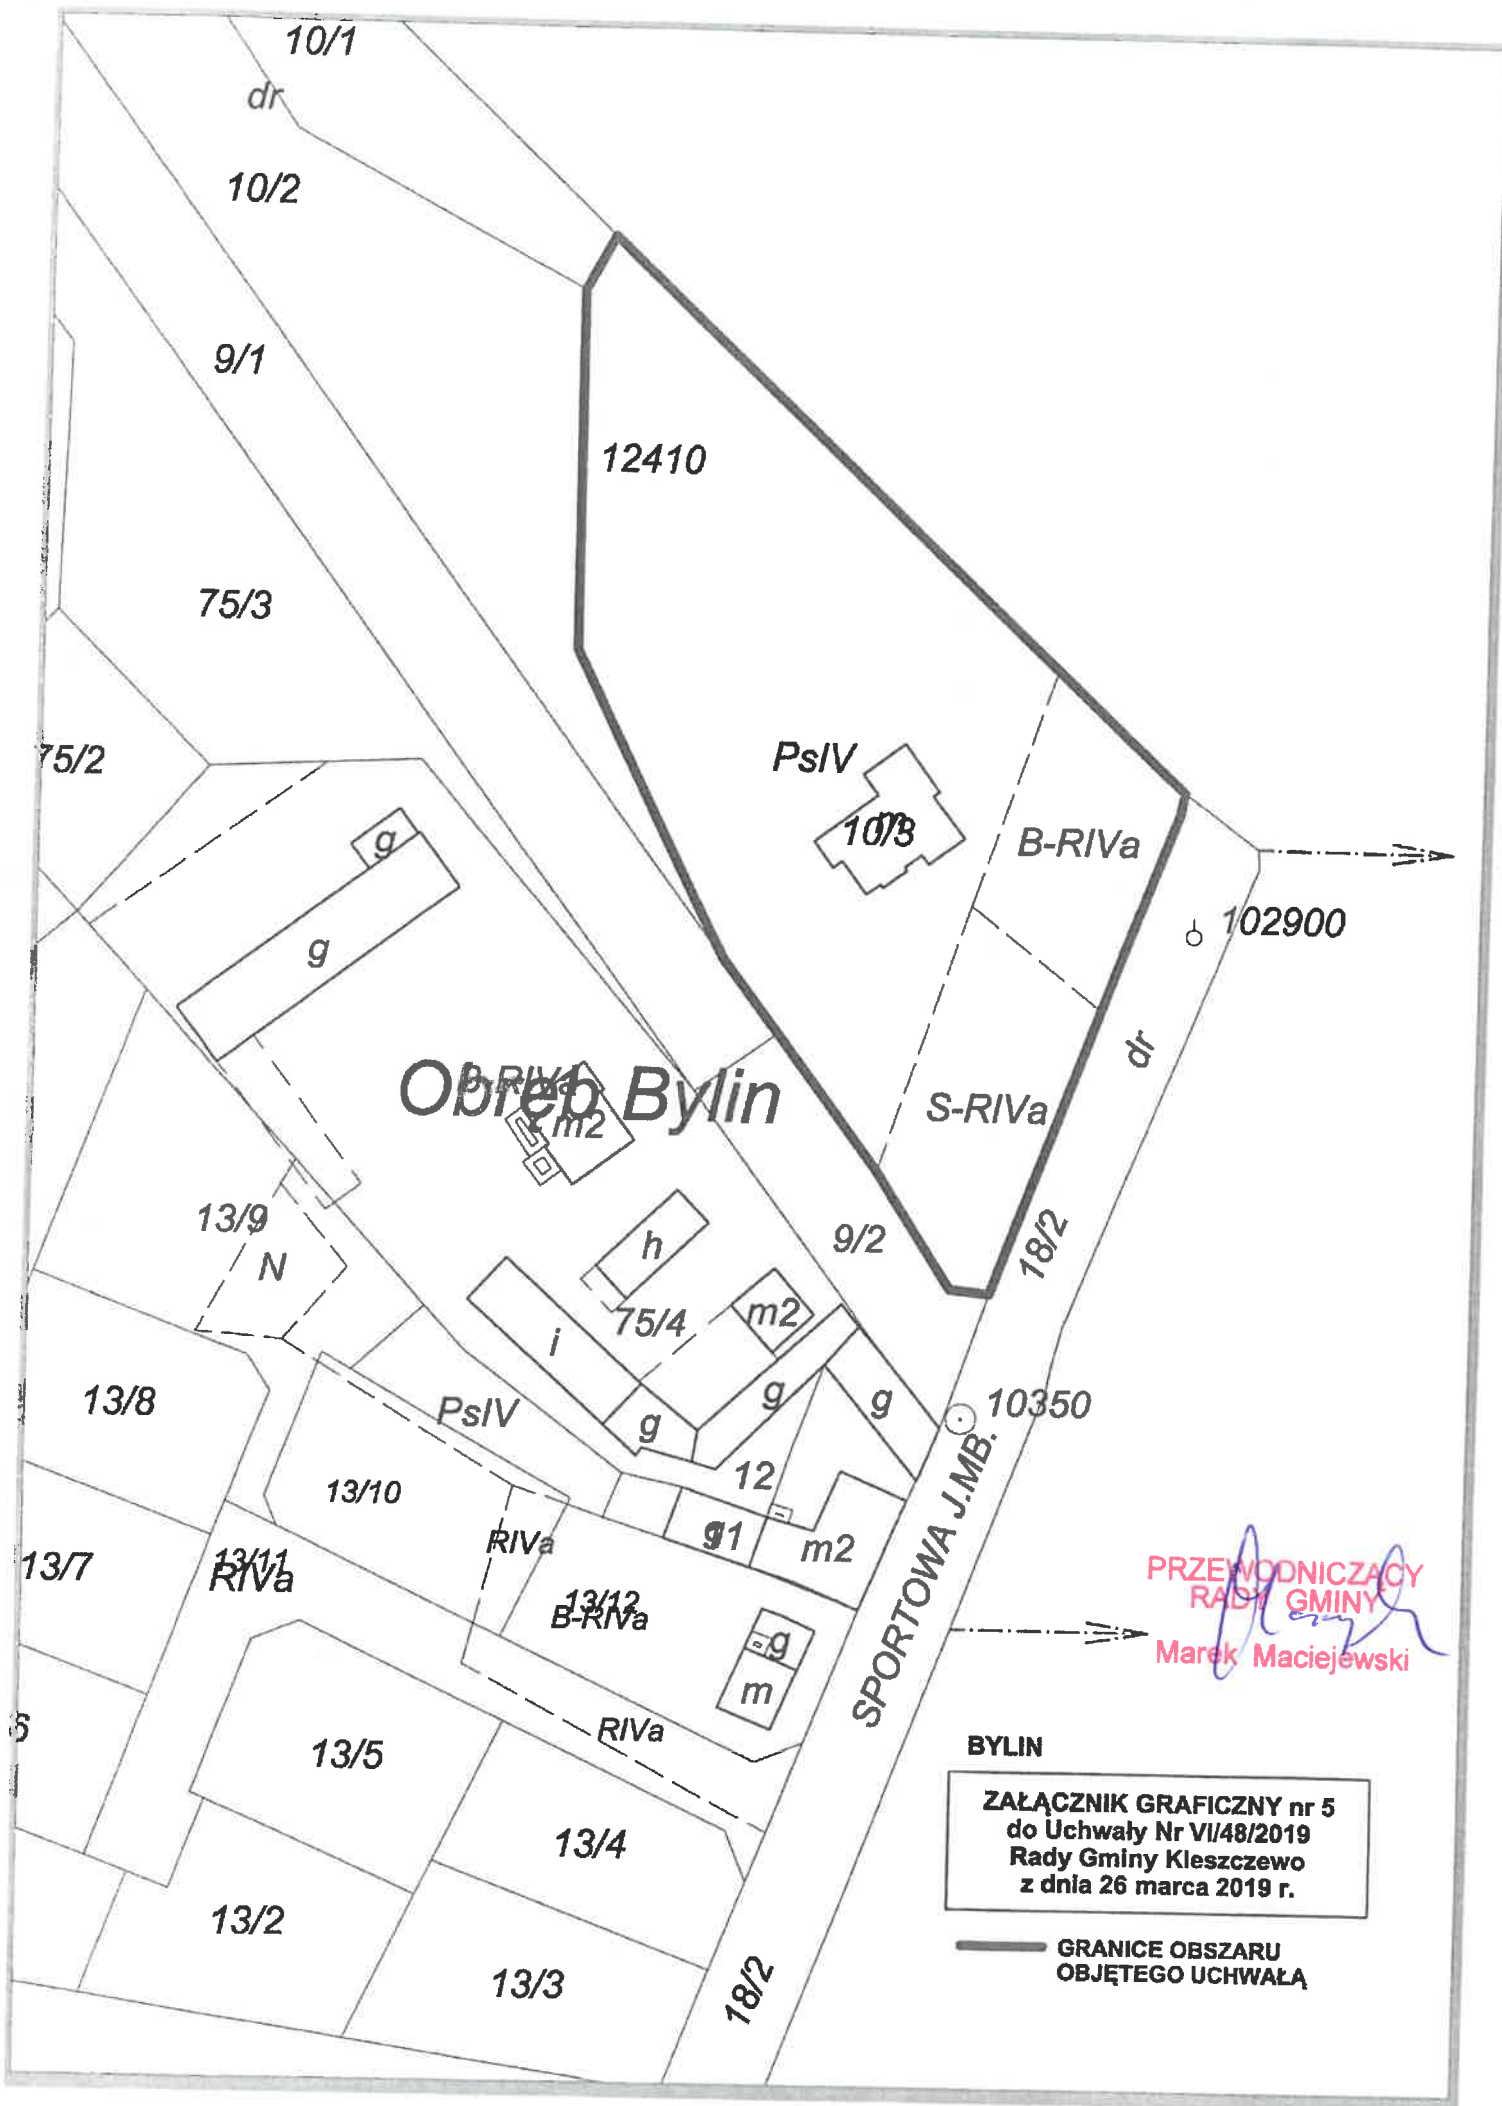 10/1
dr
10/2
9/1
12410
75/3
75/2
PsIV
10/3
m
B-RIVa
g
102900
g
dr
Obręb Bylin
B-RIVa
m2
S-RIVa
13/9
18/2
9/2
h
N
75/4
m2
i
13/8
PsIV
g
g
g
10350
12
13/10
RIVa
g1
m2
SPORTOWA J.MB.
13/7
13/11
RIVa
13/12
B-RIVa
PRZEWODNICZĄCY
RADY GMINY
Marek Maciejewski
g
m
6
RIVa
13/5
BYLIN
ZAŁĄCZNIK GRAFICZNY nr 5
do Uchwały Nr VI/48/2019
Rady Gminy Kleszczewo
z dnia 26 marca 2019 r.
13/4
13/2
GRANICE OBSZARU
OBJĘTEGO UCHWAŁĄ
13/3
18/2